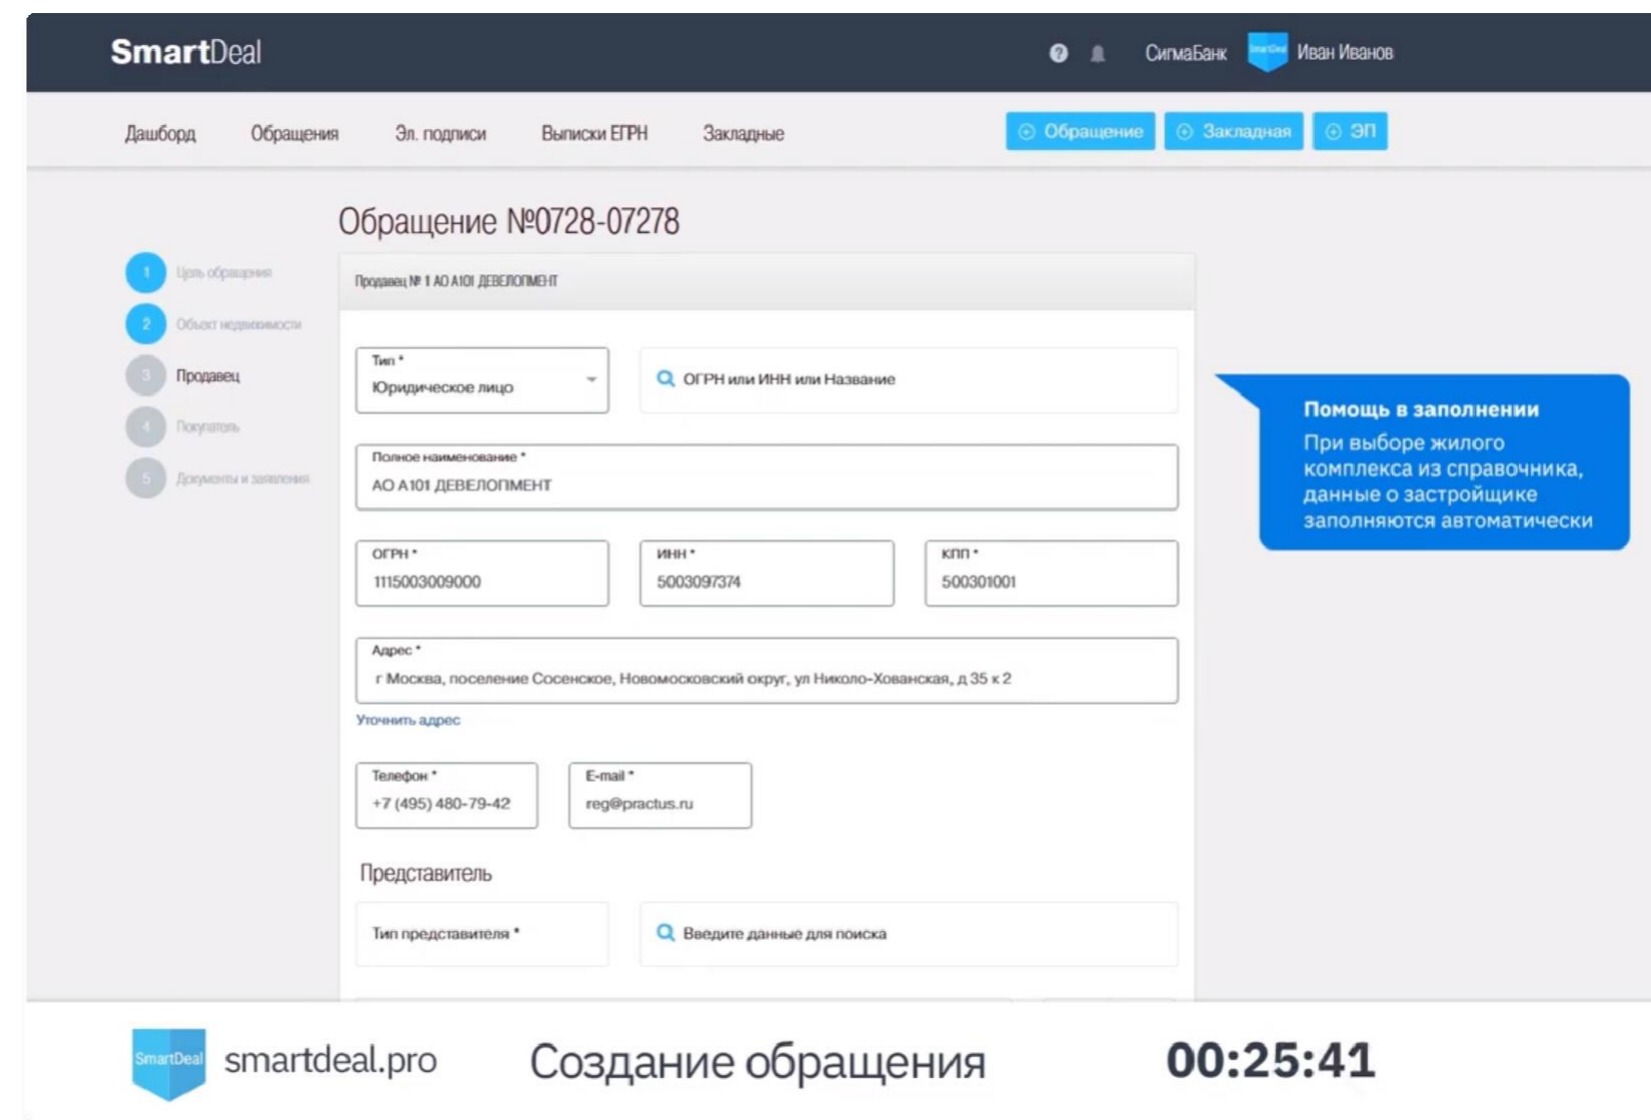 SmartDeal
СигмаБанк
SmartDeal
Иван Иванов
Дашборд
Обращения
Эл. подписи
Выписки ЕГРН
Закладные
Обращение
Закладная
ЭП
Обращение №0728-07278
1 Цель обращения
2 Объект недвижимости
3 Продавец
4 Покупатель
5 Документы и заявления
Продавец № 1 АО А101 ДЕВЕЛОПМЕНТ
Тип *
Юридическое лицо
ОГРН или ИНН или Название
Полное наименование *
АО А101 ДЕВЕЛОПМЕНТ
ОГРН *
1115003009000
ИНН *
5003097374
КПП *
500301001
Адрес *
г Москва, поселение Сосенское, Новомосковский округ, ул Николо-Хованская, д 35 к 2
Уточнить адрес
Телефон *
+7 (495) 480-79-42
E-mail *
reg@practus.ru
Представитель
Тип представителя *
Введите данные для поиска
Помощь в заполнении
При выборе жилого
комплекса из справочника,
данные о застройщике
заполняются автоматически
SmartDeal
smartdeal.pro
Создание обращения
00:25:41